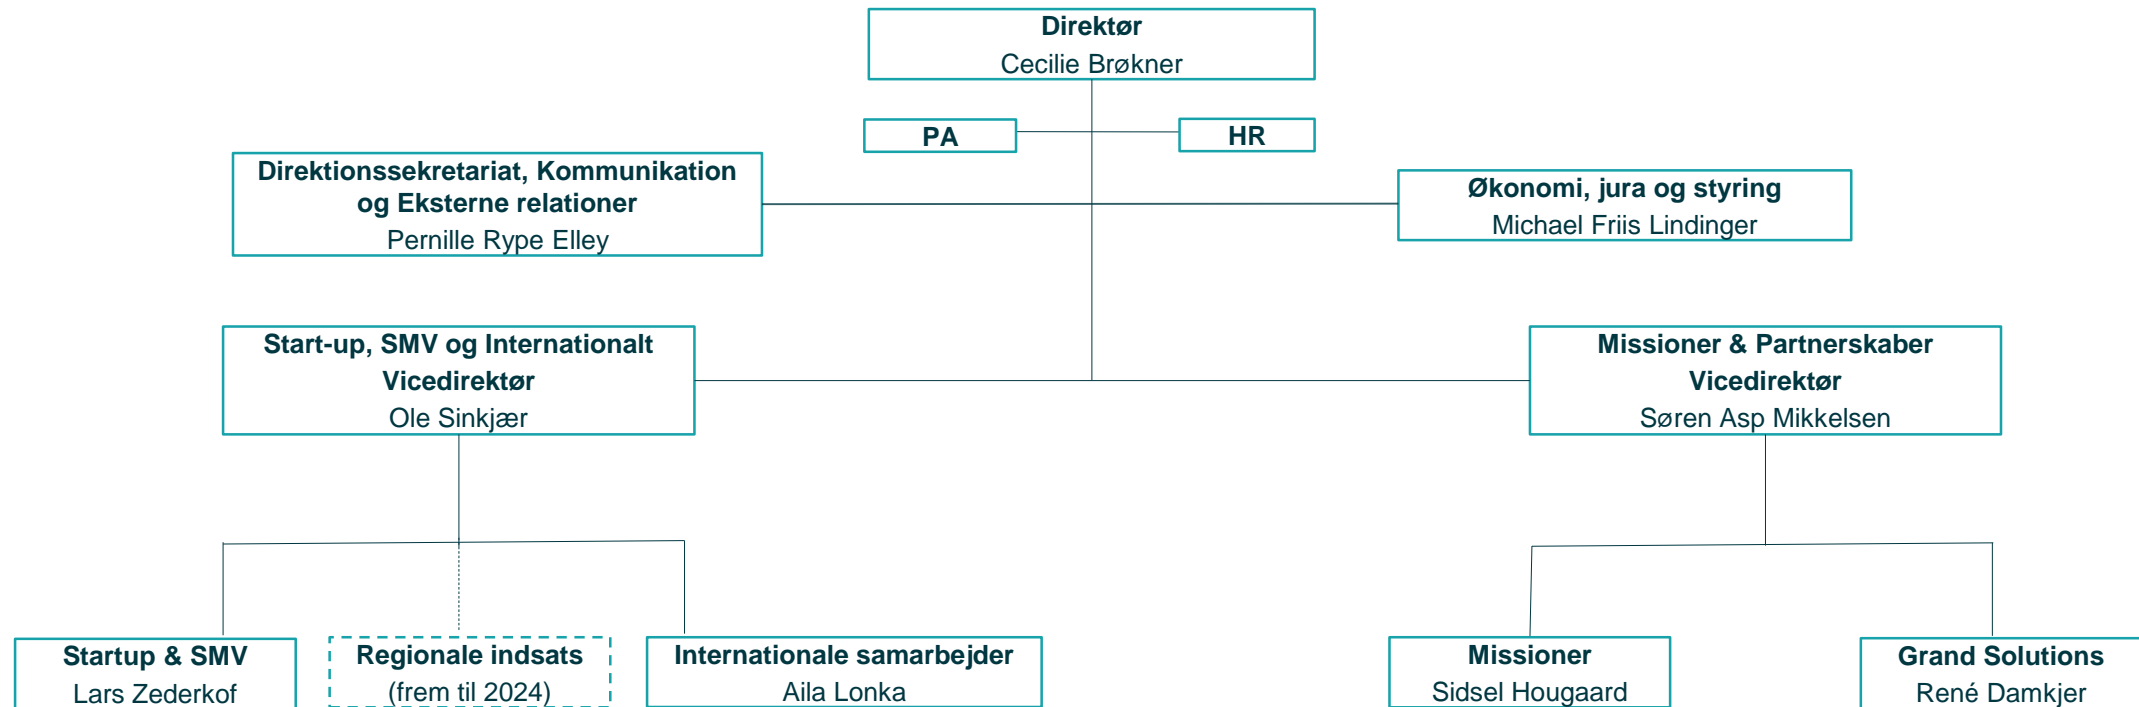 Direktør
Cecilie Brøkner
PA
HR
Direktionssekretariat, Kommunikation
og Eksterne relationer
Pernille Rype Elley
Økonomi, jura og styring
Michael Friis Lindinger
Start-up, SMV og Internationalt
Vicedirektør
Ole Sinkjær
Missioner & Partnerskaber
Vicedirektør
Søren Asp Mikkelsen
Startup & SMV
Lars Zederkof
Regionale indsats
(frem til 2024)
Internationale samarbejder
Aila Lonka
Missioner
Sidsel Hougaard
Grand Solutions
René Damkjer